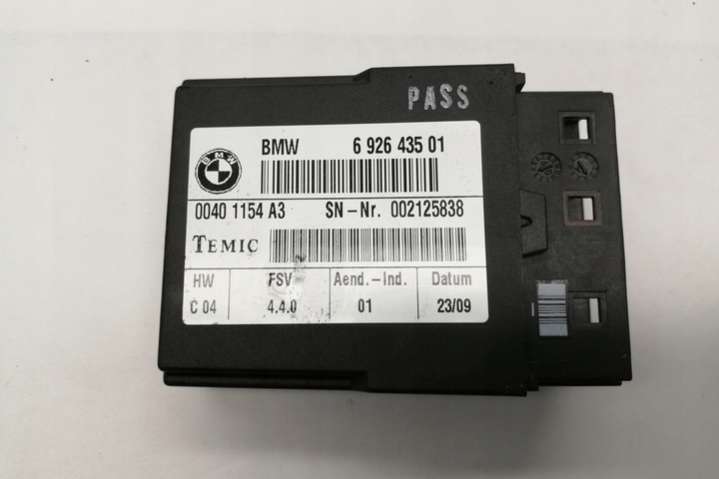 PASS
BMW 6 926 435 01
BMW
0040 1154 A3 SN-Nr. 002125838
TEMIC
HW FSV Aend.-Ind. Datum
C 04 4.4.0 01 23/09